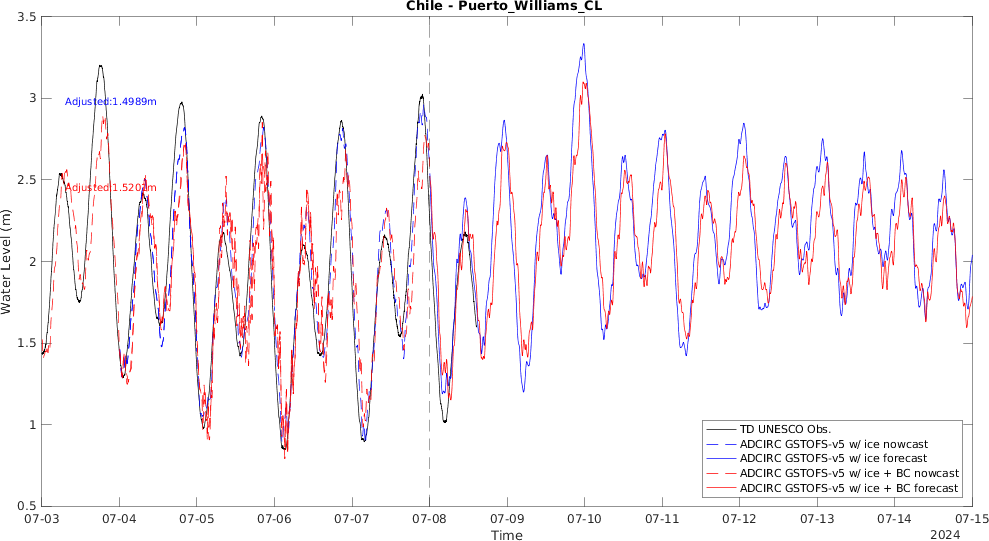 Chile - Puerto_Williams_CL
3.5
3
2.5
2
1.5
1
0.5
Water Level (m)
Adjusted:1.4989m
07-03
07-04
07-05
07-06
07-07
07-08
07-09
07-10
07-11
07-12
07-13
07-14
07-15
Time
2024
TD UNESCO Obs.
ADCIRC GSTOFS-v5 w/ ice nowcast
ADCIRC GSTOFS-v5 w/ ice forecast
ADCIRC GSTOFS-v5 w/ ice + BC nowcast
ADCIRC GSTOFS-v5 w/ ice + BC forecast